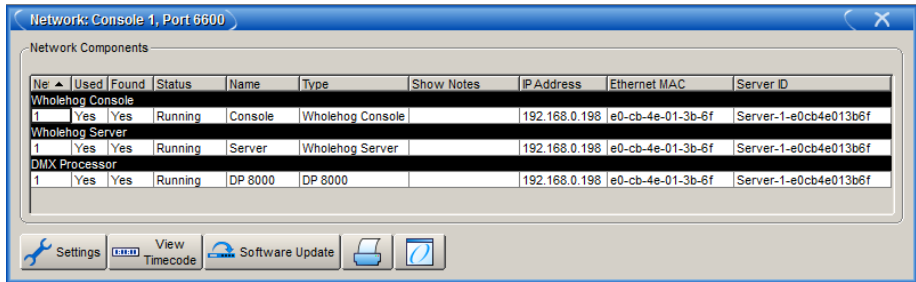 Network: Console 1, Port 6600
Network Components
Ne Used Found Status Name Type Show Notes IP Address Ethernet MAC Server ID
Wholehog Console
1 Yes Yes Running Console Wholehog Console 192.168.0.198 e0-cb-4e-01-3b-6f Server-1-e0cb4e013b6f
Wholehog Server
1 Yes Yes Running Server Wholehog Server 192.168.0.198 e0-cb-4e-01-3b-6f Server-1-e0cb4e013b6f
DMX Processor
1 Yes Yes Running DP 8000 DP 8000 192.168.0.198 e0-cb-4e-01-3b-6f Server-1-e0cb4e013b6f
Settings View Timecode Software Update